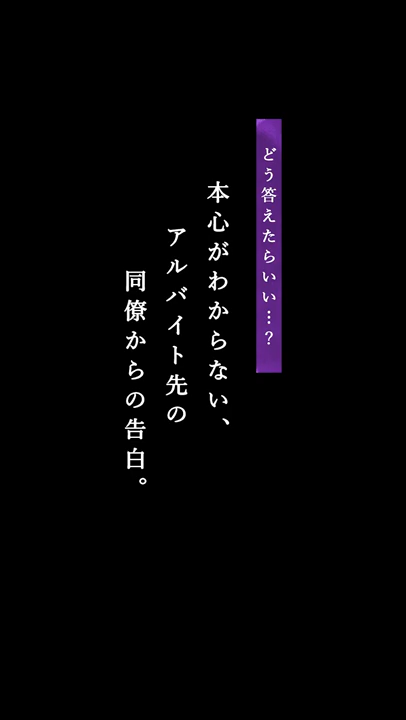 どう答えたらいい…？
本心がわからない、
アルバイト先の
同僚からの告白。